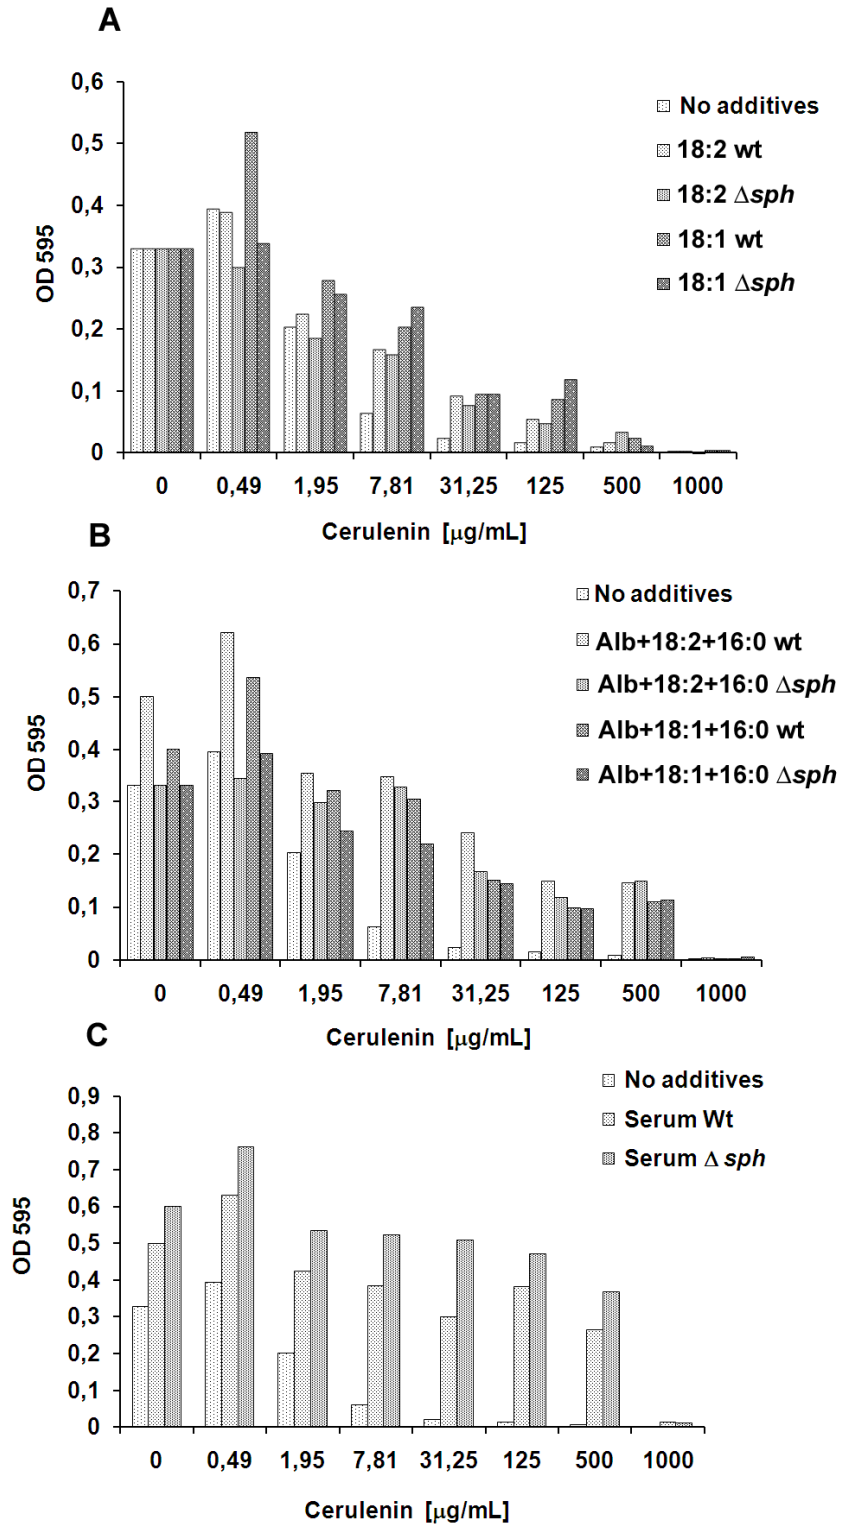 A
0,6
0,5
0,4
0,3
0,2
0,1
0
OD 595
No additives
18:2 wt
18:2 Δsph
18:1 wt
18:1 Δsph
0 0,49 1,95 7,81 31,25 125 500 1000
Cerulenin [μg/mL]
B
0,7
0,6
0,5
0,4
0,3
0,2
0,1
0
OD 595
No additives
Alb+18:2+16:0 wt
Alb+18:2+16:0 Δsph
Alb+18:1+16:0 wt
Alb+18:1+16:0 Δsph
0 0,49 1,95 7,81 31,25 125 500 1000
Cerulenin [μg/mL]
C
0,9
0,8
0,7
0,6
0,5
0,4
0,3
0,2
0,1
0
OD 595
No additives
Serum Wt
Serum Δ sph
0 0,49 1,95 7,81 31,25 125 500 1000
Cerulenin [μg/mL]